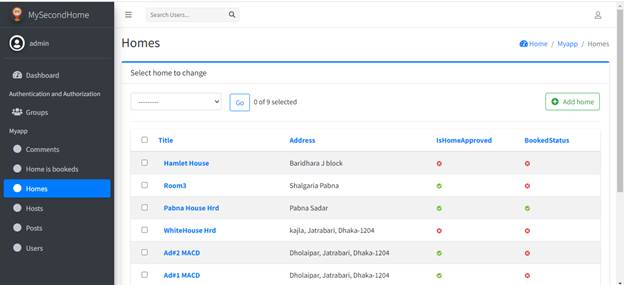 MySecondHome
Search Users...
admin
Homes
Home / Myapp / Homes
Select home to change
Dashboard
Authentication and Authorization
Groups
Myapp
Comments
Home is bookeds
Homes
Hosts
Posts
Users
---------
Go
0 of 9 selected
Add home
Title Address IsHomeApproved BookedStatus
Hamlet House Baridhara J block
Room3 Shalgaria Pabna
Pabna House Hrd Pabna Sadar
WhiteHouse Hrd kajla, Jatrabari, Dhaka-1204
Ad#2 MACD Dholaipar, Jatrabari, Dhaka-1204
Ad#1 MACD Dholaipar, Jatrabari, Dhaka-1204